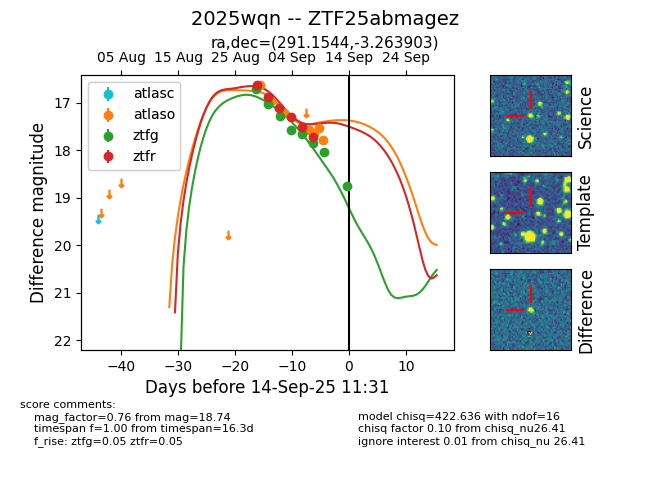 2025wqn -- ZTF25abmagez
ra,dec=(291.1544,-3.263903)
05 Aug 15 Aug 25 Aug 04 Sep 14 Sep 24 Sep
atlasc
atlaso
ztfg
ztfr
17
18
19
20
21
22
Difference magnitude
−40 −30 −20 −10 0 10
Days before 14-Sep-25 11:31
Science
Template
Difference
score comments:
mag_factor=0.76 from mag=18.74
timespan f=1.00 from timespan=16.3d
f_rise: ztfg=0.05 ztfr=0.05
model chisq=422.636 with ndof=16
chisq factor 0.10 from chisq_nu26.41
ignore interest 0.01 from chisq_nu 26.41